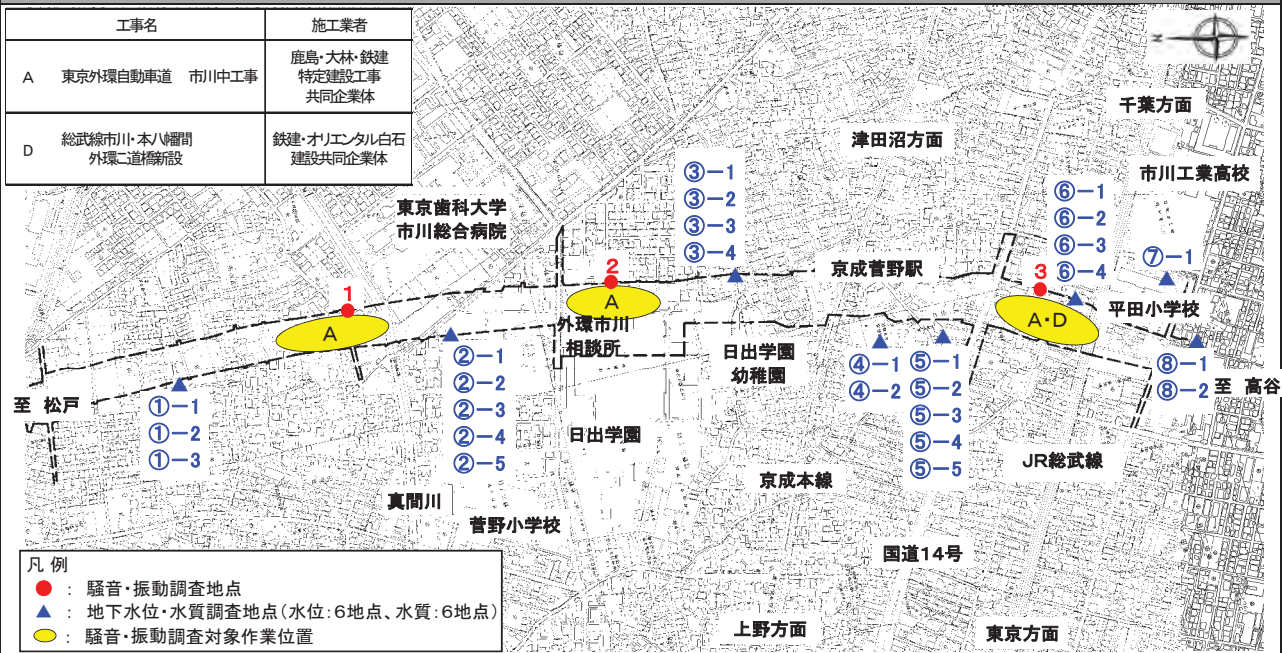 工事名 施工業者
A 東京外環自動車道 市川中工事
鹿島・大林・鉄建
特定建設工事
共同企業体
D 総武線市川・本八幡間
外環二道橋新設
鉄建・オリエンタル白石
建設共同企業体
N
千葉方面
津田沼方面
市川工業高校
東京歯科大学
市川総合病院
③-1
③-2
③-3
③-4
⑥-1
⑥-2
⑥-3
⑥-4
⑦-1
京成菅野駅
1
2
3
A
A
A・D
平田小学校
外環市川
相談所
日出学園
幼稚園
②-1
②-2
②-3
②-4
②-5
④-1
④-2
⑤-1
⑤-2
⑤-3
⑤-4
⑤-5
⑧-1
⑧-2
至 高谷
至 松戸
①-1
①-2
①-3
日出学園
JR総武線
京成本線
真間川
菅野小学校
国道14号
上野方面
東京方面
凡 例
: 騒音・振動調査地点
: 地下水位・水質調査地点(水位:6地点、水質:6地点)
: 騒音・振動調査対象作業位置